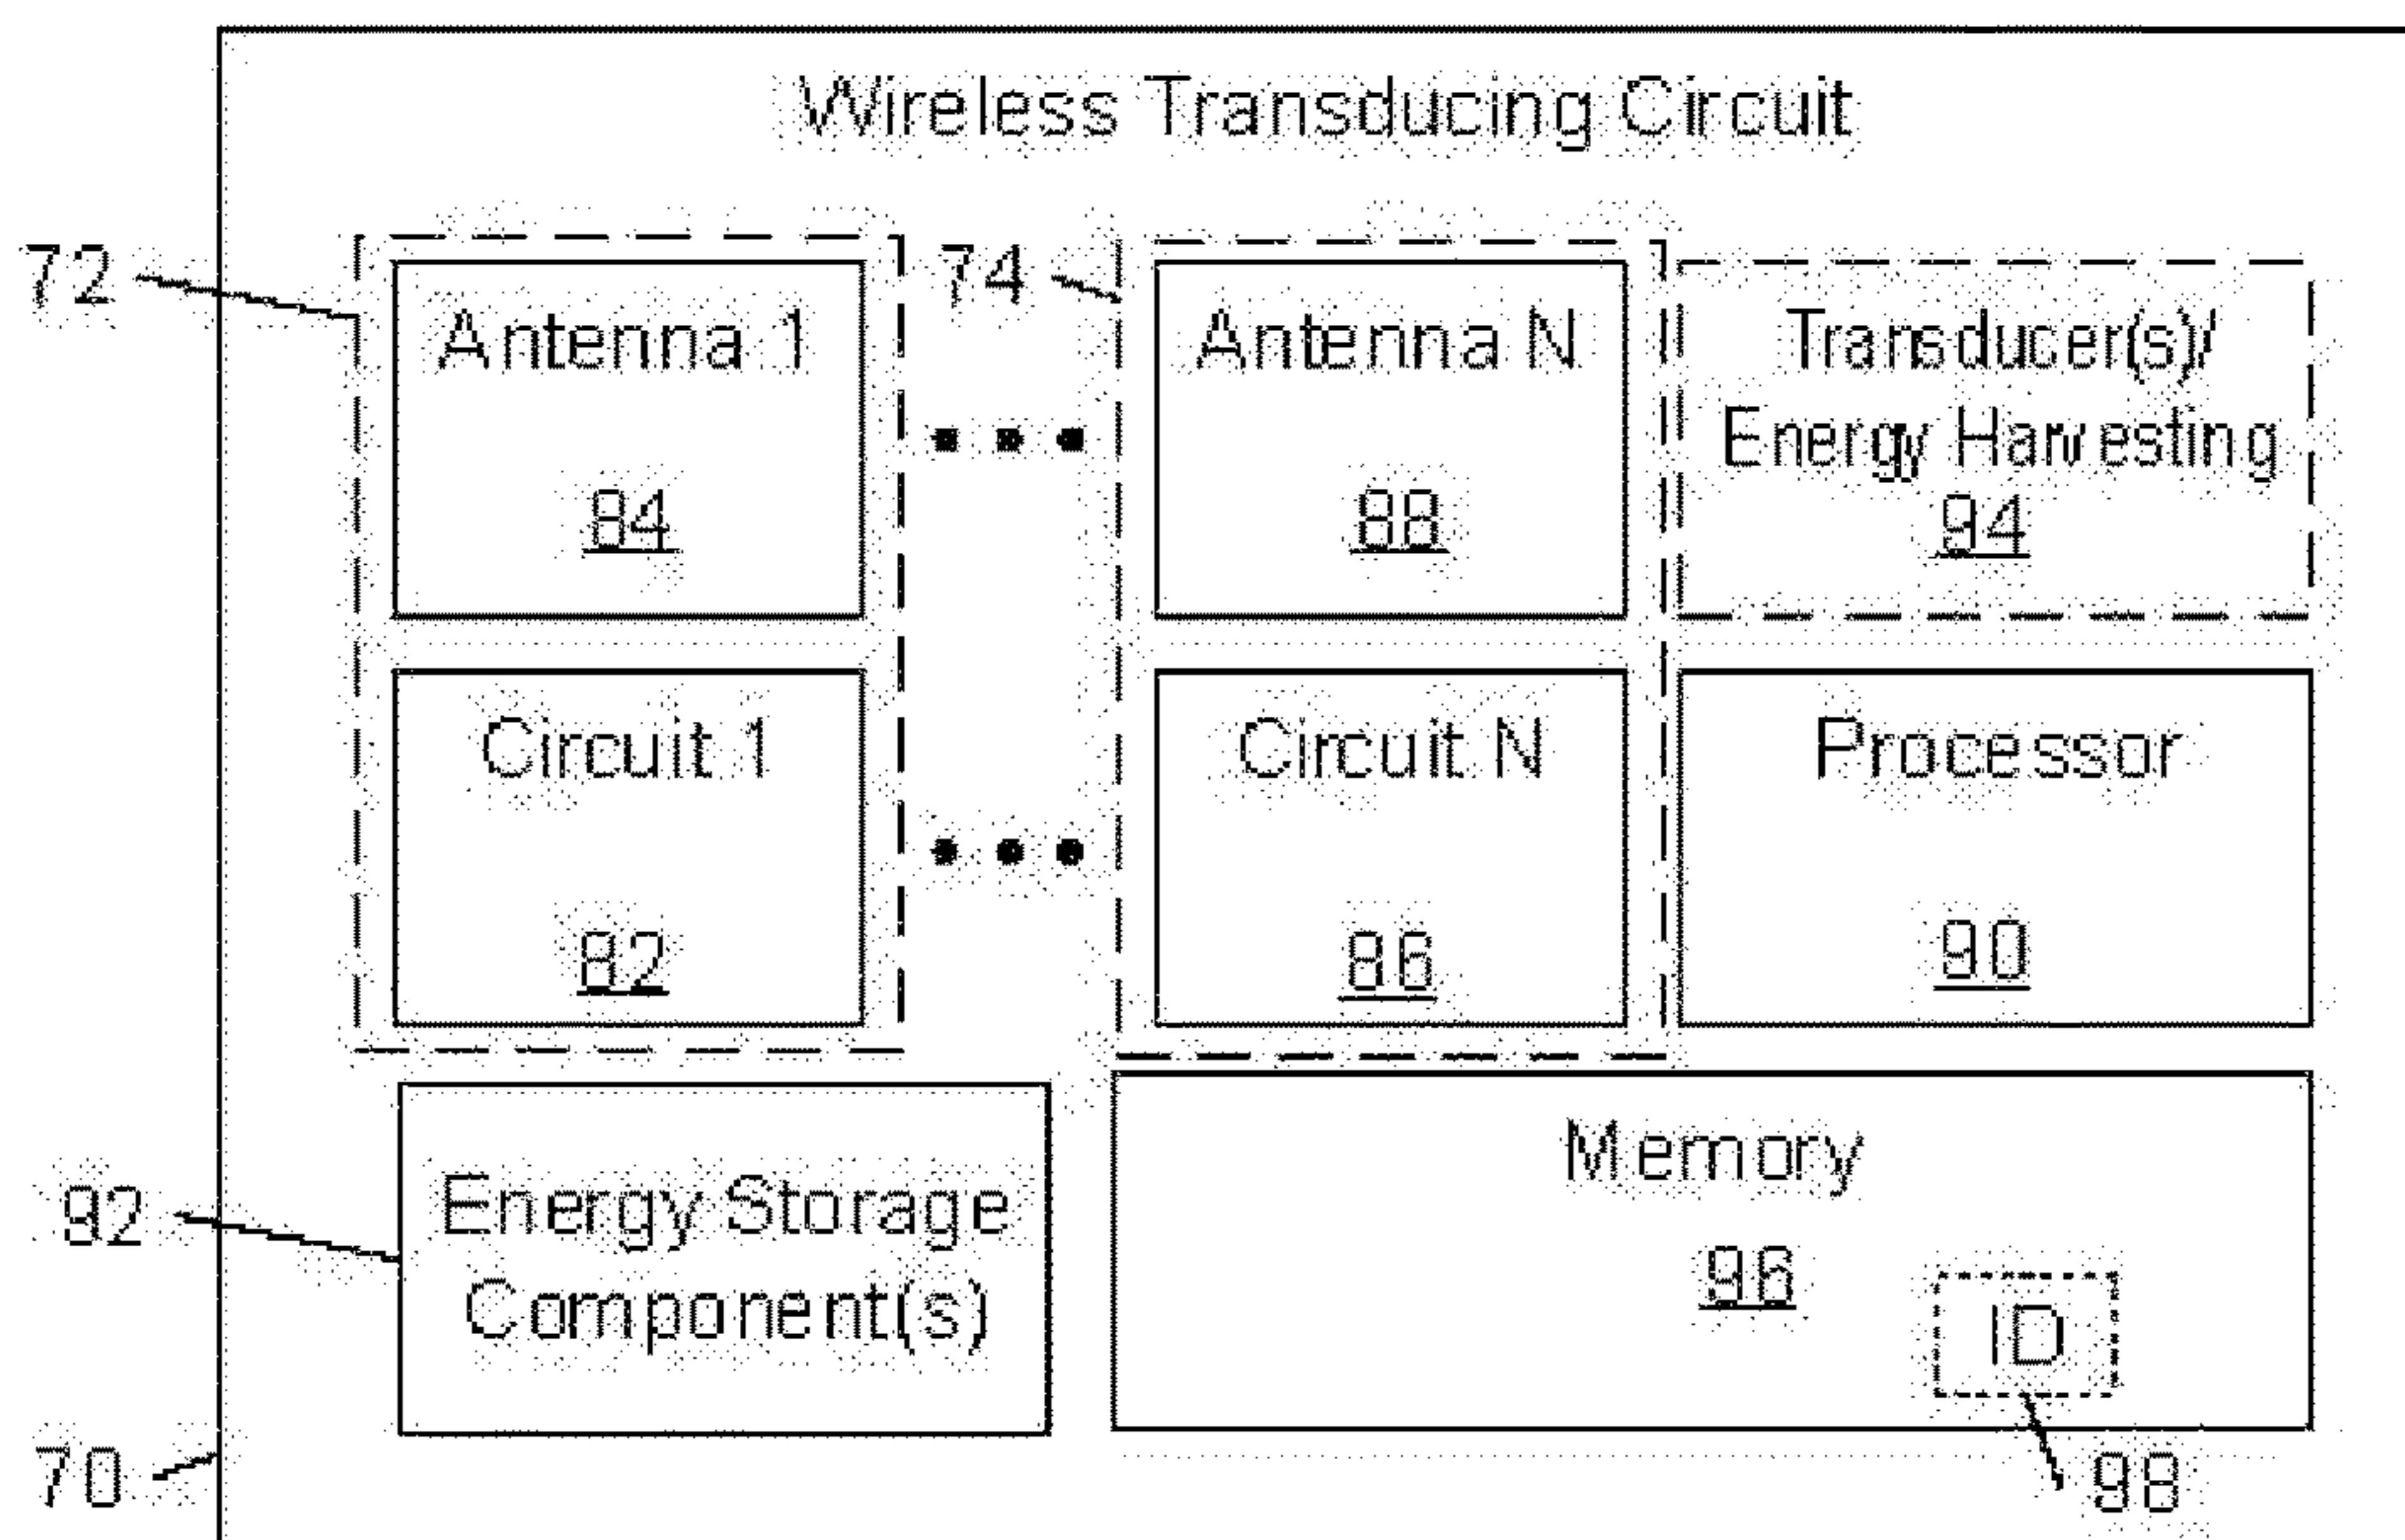 Wireless Transducing Circuit
72
74
Antenna 1
84
Antenna N
88
Transducer(s)/
Energy Harvesting
94
Circuit 1
82
Circuit N
86
Processor
90
92
Energy Storage
Component(s)
Memory
96
ID
70
98